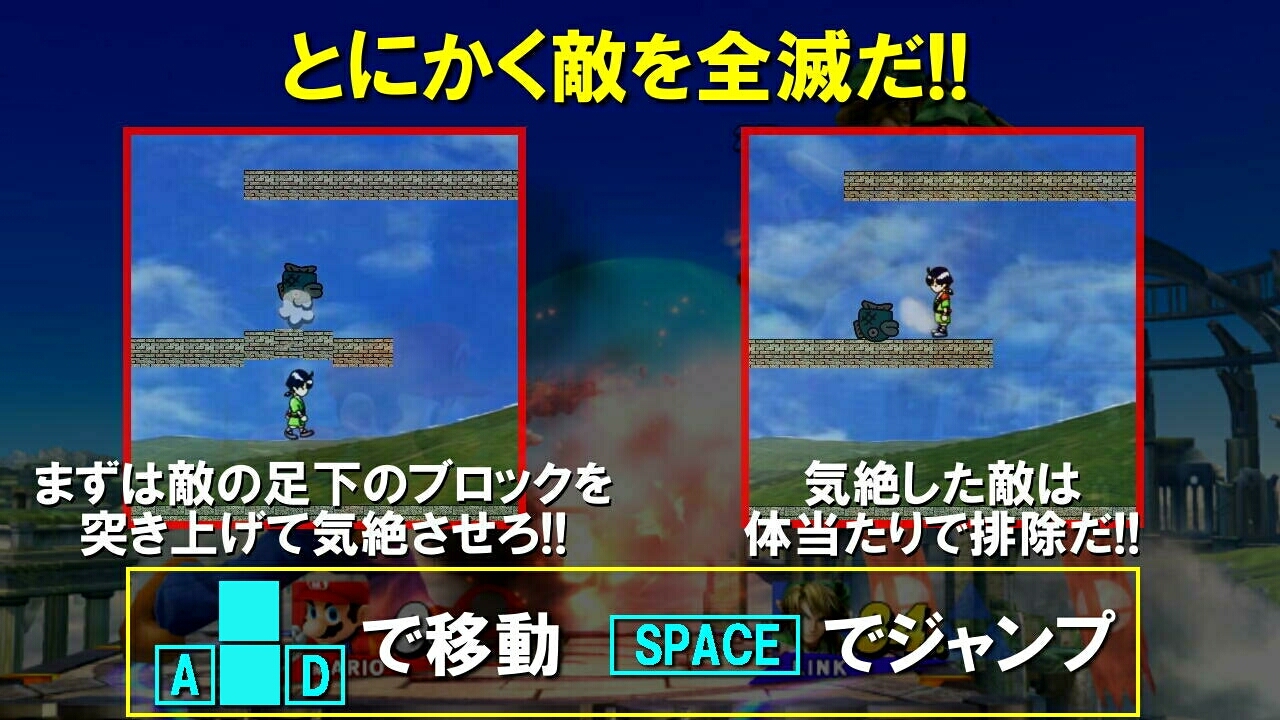 とにかく敵を全滅だ!!
まずは敵の足下のブロックを
突き上げて気絶させろ!!
気絶した敵は
体当たりで排除だ!!
A D で移動 SPACE でジャンプ